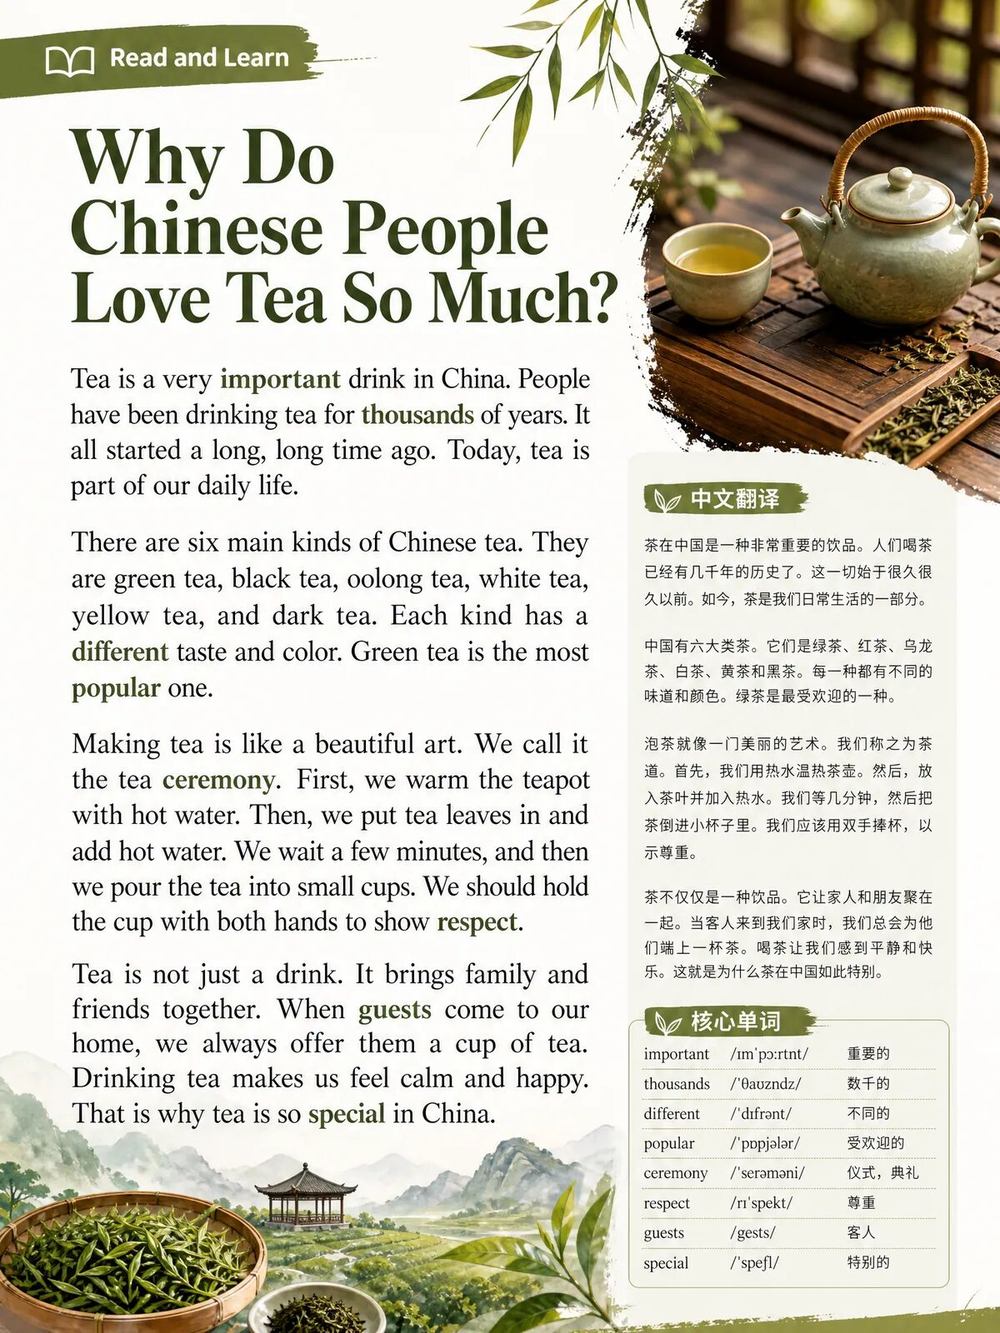 Read and Learn
Why Do
Chinese People
Love Tea So Much?
Tea is a very important drink in China. People
have been drinking tea for thousands of years. It
all started a long, long time ago. Today, tea is
part of our daily life.
There are six main kinds of Chinese tea. They
are green tea, black tea, oolong tea, white tea,
yellow tea, and dark tea. Each kind has a
different taste and color. Green tea is the most
popular one.
Making tea is like a beautiful art. We call it
the tea ceremony. First, we warm the teapot
with hot water. Then, we put tea leaves in and
add hot water. We wait a few minutes, and then
we pour the tea into small cups. We should hold
the cup with both hands to show respect.
Tea is not just a drink. It brings family and
friends together. When guests come to our
home, we always offer them a cup of tea.
Drinking tea makes us feel calm and happy.
That is why tea is so special in China.
中文翻译
茶在中国是一种非常重要的饮品。人们喝茶
已经有几千年的历史了。这一切始于很久很
久以前。如今，茶是我们日常生活的一部分。
中国有六大类茶。它们是绿茶、红茶、乌龙
茶、白茶、黄茶和黑茶。每一种都有不同的
味道和颜色。绿茶是最受欢迎的一种。
泡茶就像一门美丽的艺术。我们称之为茶
道。首先，我们用热水温热茶壶。然后，放
入茶叶并加入热水。我们等几分钟，然后把
茶倒进小杯子里。我们应该用双手捧杯，以
示尊重。
茶不仅仅是一种饮品。它让家人和朋友聚在
一起。当客人来到我们家时，我们总会为他
们端上一杯茶。喝茶让我们感到平静和快
乐。这就是为什么茶在中国如此特别。
核心单词
important /ɪmˈpɔːrtnt/ 重要的
thousands /ˈθaʊzndz/ 数千的
different /ˈdɪfrənt/ 不同的
popular /ˈpɒpjələr/ 受欢迎的
ceremony /ˈserəməni/ 仪式，典礼
respect /rɪˈspekt/ 尊重
guests /gests/ 客人
special /ˈspeʃl/ 特别的